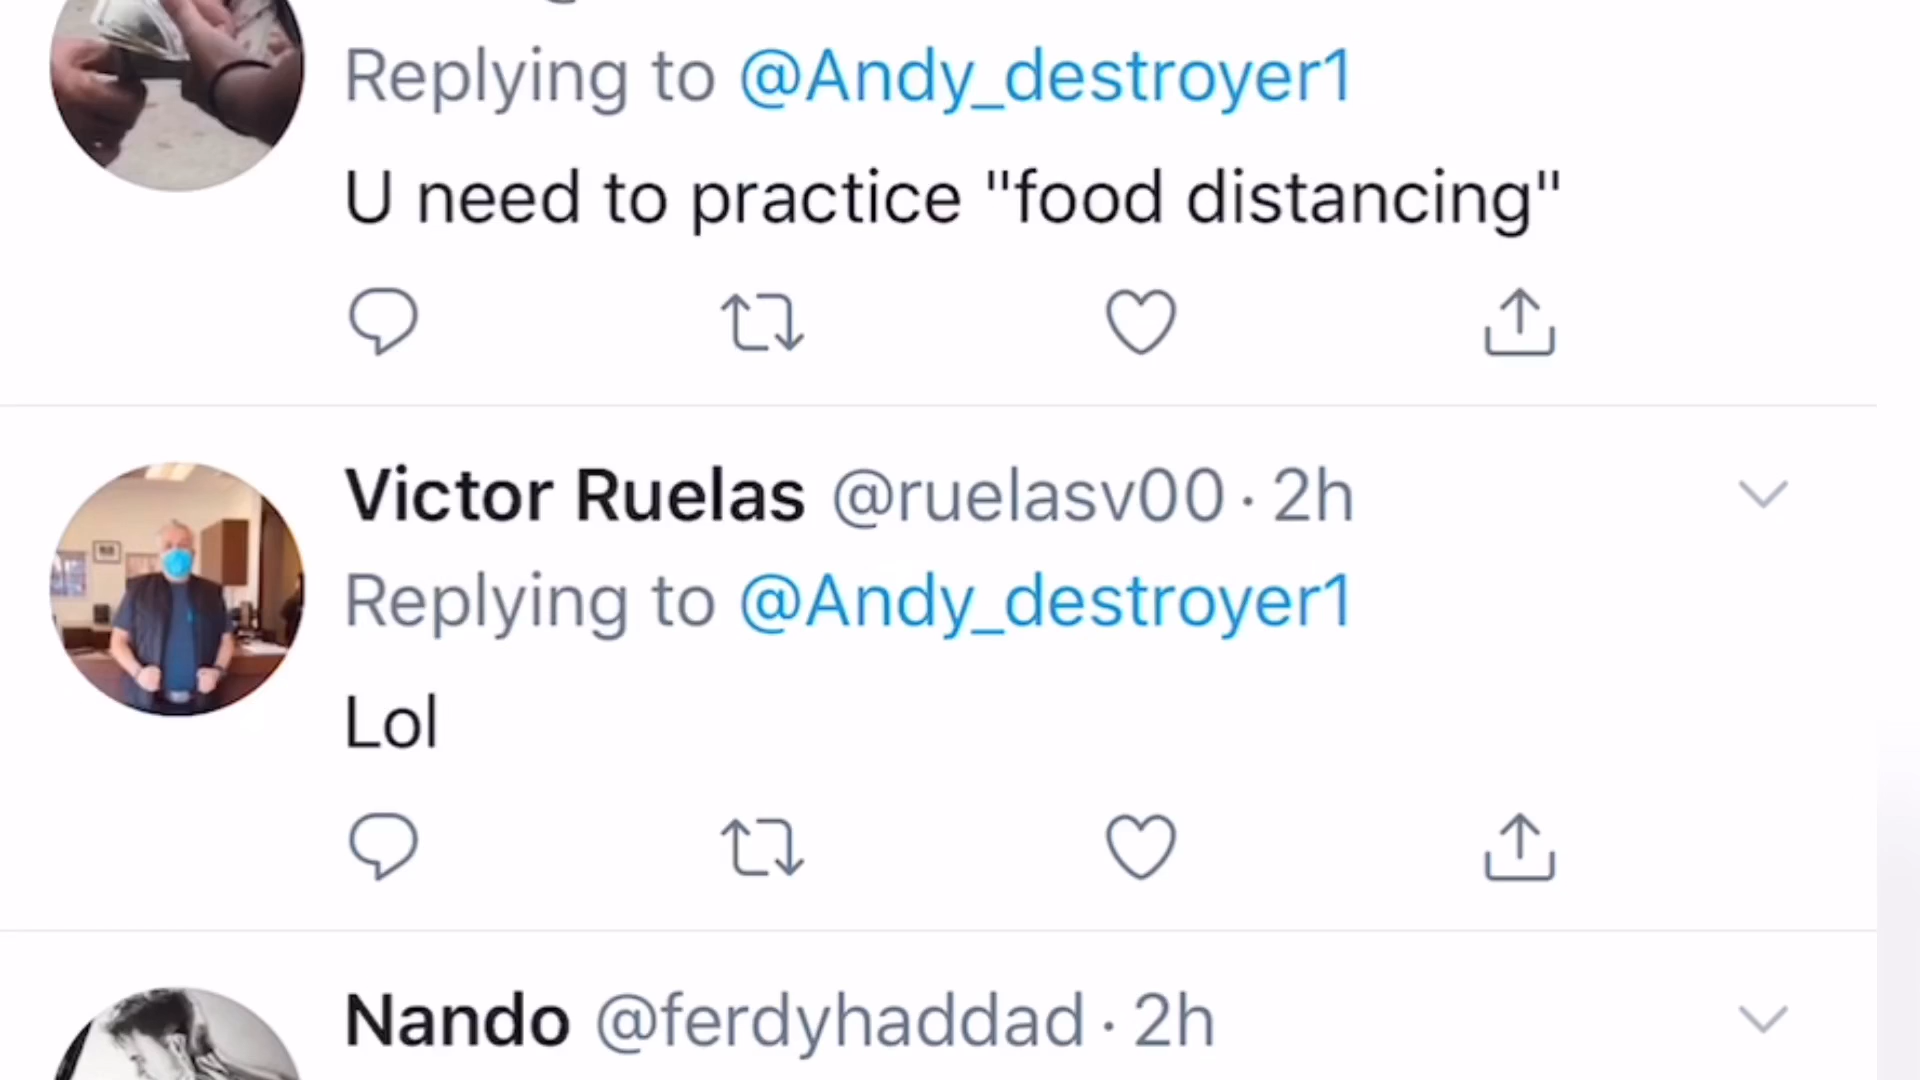 Replying to @Andy_destroyer1
U need to practice "food distancing"
Victor Ruelas @ruelasv00 · 2h
Replying to @Andy_destroyer1
Lol
Nando @ferdyhaddad · 2h